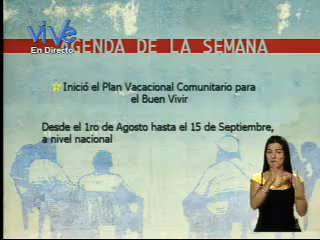 vive
En Directo
AGENDA DE LA SEMANA
Inició el Plan Vacacional Comunitario para
el Buen Vivir
Desde el 1ro de Agosto hasta el 15 de Septiembre,
a nivel nacional